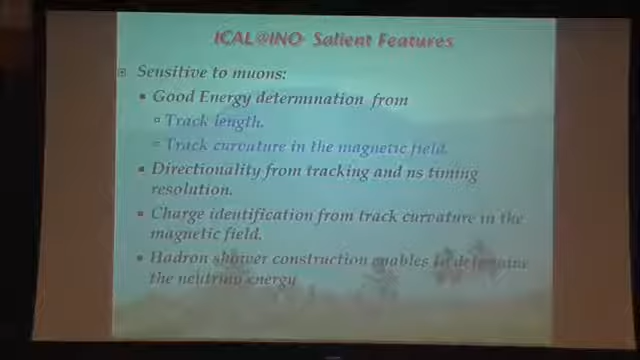 ICAL@INO Salient Features
Sensitive to muons:
Good Energy determination from
Track length.
Track curvature in the magnetic field.
Directionality from tracking and ns timing
resolution.
Charge identification from track curvature in the
magnetic field.
Hadron shower construction enables to determine
the neutrino energy